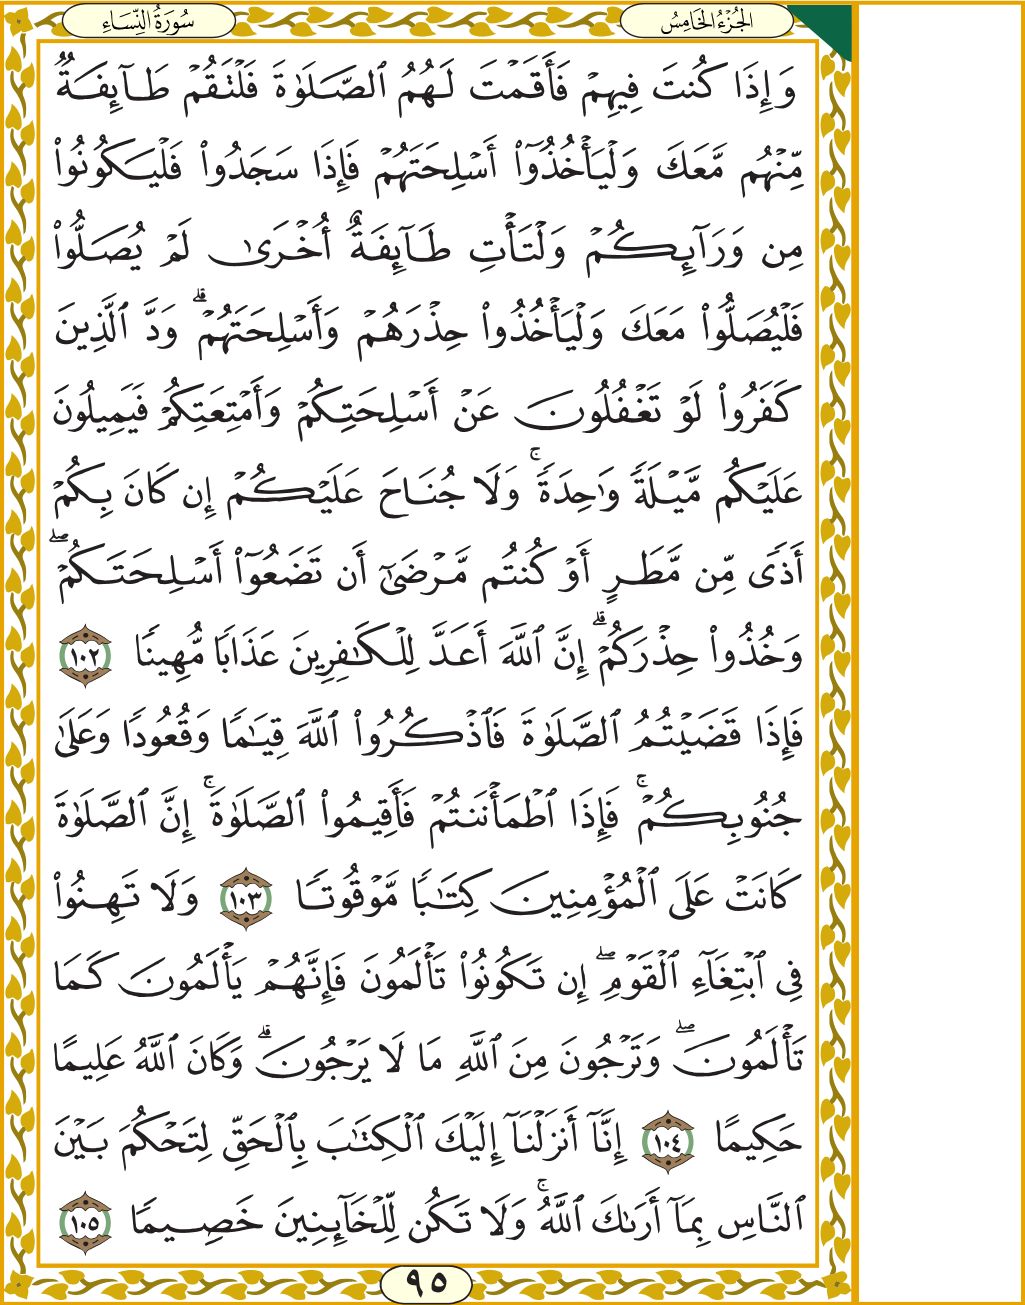 الجُزْءُ الخَامِسُ
سُورَةُ النِّسَاءِ
وَإِذَا كُنتَ فِيهِمْ فَأَقَمْتَ لَهُمُ ٱلصَّلَوٰةَ فَلْتَقُمْ طَآئِفَةٌ
مِّنْهُم مَّعَكَ وَلْيَأْخُذُوٓا۟ أَسْلِحَتَهُمْ فَإِذَا سَجَدُوا۟ فَلْيَكُونُوا۟
مِن وَرَآئِكُمْ وَلْتَأْتِ طَآئِفَةٌ أُخْرَىٰ لَمْ يُصَلُّوا۟
فَلْيُصَلُّوا۟ مَعَكَ وَلْيَأْخُذُوا۟ حِذْرَهُمْ وَأَسْلِحَتَهُمْ ۗ وَدَّ ٱلَّذِينَ
كَفَرُوا۟ لَوْ تَغْفُلُونَ عَنْ أَسْلِحَتِكُمْ وَأَمْتِعَتِكُمْ فَيَمِيلُونَ
عَلَيْكُم مَّيْلَةً وَٰحِدَةً ۚ وَلَا جُنَاحَ عَلَيْكُمْ إِن كَانَ بِكُمْ
أَذًى مِّن مَّطَرٍ أَوْ كُنتُم مَّرْضَىٰٓ أَن تَضَعُوٓا۟ أَسْلِحَتَكُمْ ۖ
وَخُذُوا۟ حِذْرَكُمْ ۗ إِنَّ ٱللَّهَ أَعَدَّ لِلْكَـٰفِرِينَ عَذَابًا مُّهِينًا ١٠٢
فَإِذَا قَضَيْتُمُ ٱلصَّلَوٰةَ فَٱذْكُرُوا۟ ٱللَّهَ قِيَـٰمًا وَقُعُودًا وَعَلَىٰ
جُنُوبِكُمْ ۚ فَإِذَا ٱطْمَأْنَنتُمْ فَأَقِيمُوا۟ ٱلصَّلَوٰةَ ۚ إِنَّ ٱلصَّلَوٰةَ
كَانَتْ عَلَى ٱلْمُؤْمِنِينَ كِتَـٰبًا مَّوْقُوتًا ١٠٣ وَلَا تَهِنُوا۟
فِى ٱبْتِغَآءِ ٱلْقَوْمِ ۖ إِن تَكُونُوا۟ تَأْلَمُونَ فَإِنَّهُمْ يَأْلَمُونَ كَمَا
تَأْلَمُونَ ۖ وَتَرْجُونَ مِنَ ٱللَّهِ مَا لَا يَرْجُونَ ۗ وَكَانَ ٱللَّهُ عَلِيمًا
حَكِيمًا ١٠٤ إِنَّآ أَنزَلْنَآ إِلَيْكَ ٱلْكِتَـٰبَ بِٱلْحَقِّ لِتَحْكُمَ بَيْنَ
ٱلنَّاسِ بِمَآ أَرَىٰكَ ٱللَّهُ ۚ وَلَا تَكُن لِّلْخَآئِنِينَ خَصِيمًا ١٠٥
٩٥